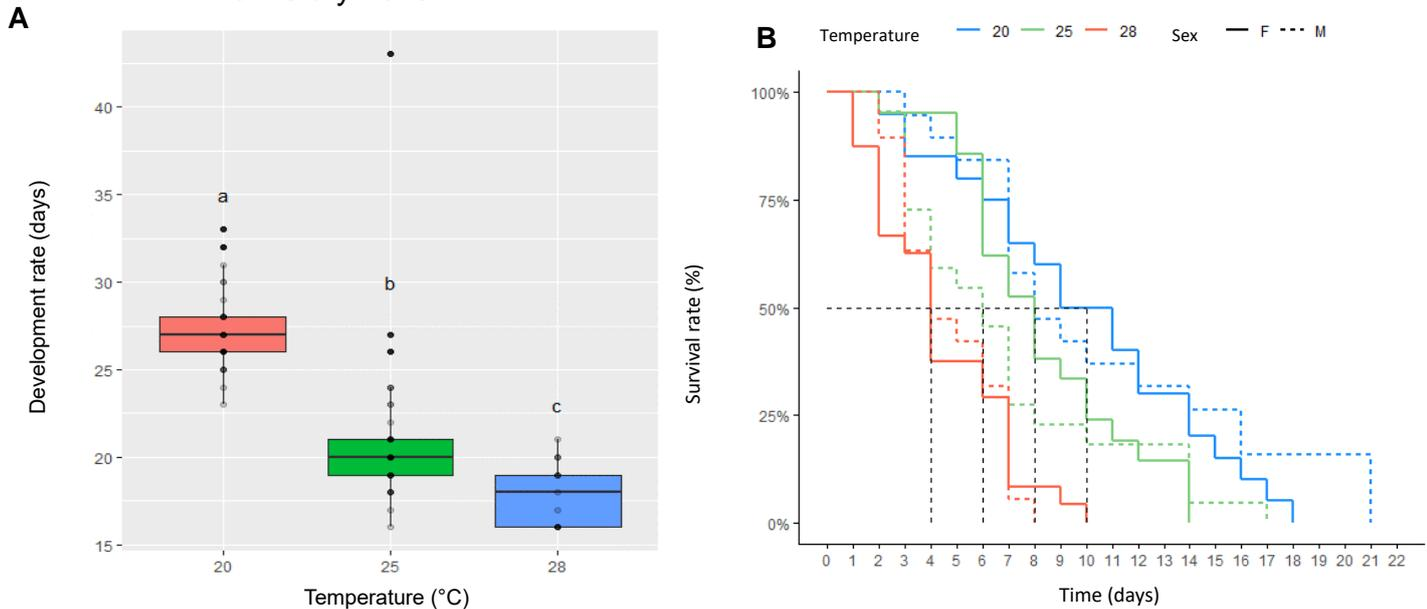 A
Development rate (days)
40
35
30
25
20
15
a
b
c
20 25 28
Temperature (°C)
B
Temperature 20 25 28 Sex F M
Survival rate (%)
100%
75%
50%
25%
0%
0 1 2 3 4 5 6 7 8 9 10 11 12 13 14 15 16 17 18 19 20 21 22
Time (days)